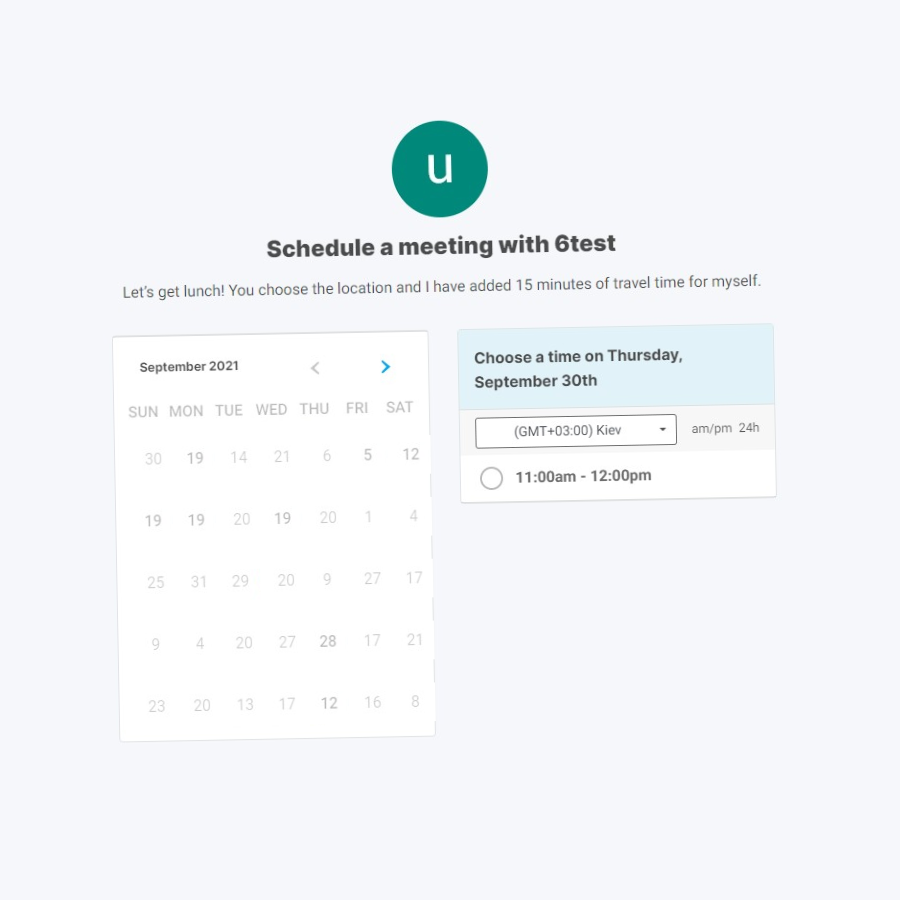 u
Schedule a meeting with 6test
Let's get lunch! You choose the location and I have added 15 minutes of travel time for myself.
September 2021
SUN MON TUE WED THU FRI SAT
30 19 14 21 6 5 12
19 19 20 19 20 1 4
25 31 29 20 9 27 17
9 4 20 27 28 17 21
23 20 13 17 12 16 8
Choose a time on Thursday,
September 30th
(GMT+03:00) Kiev
am/pm 24h
11:00am - 12:00pm